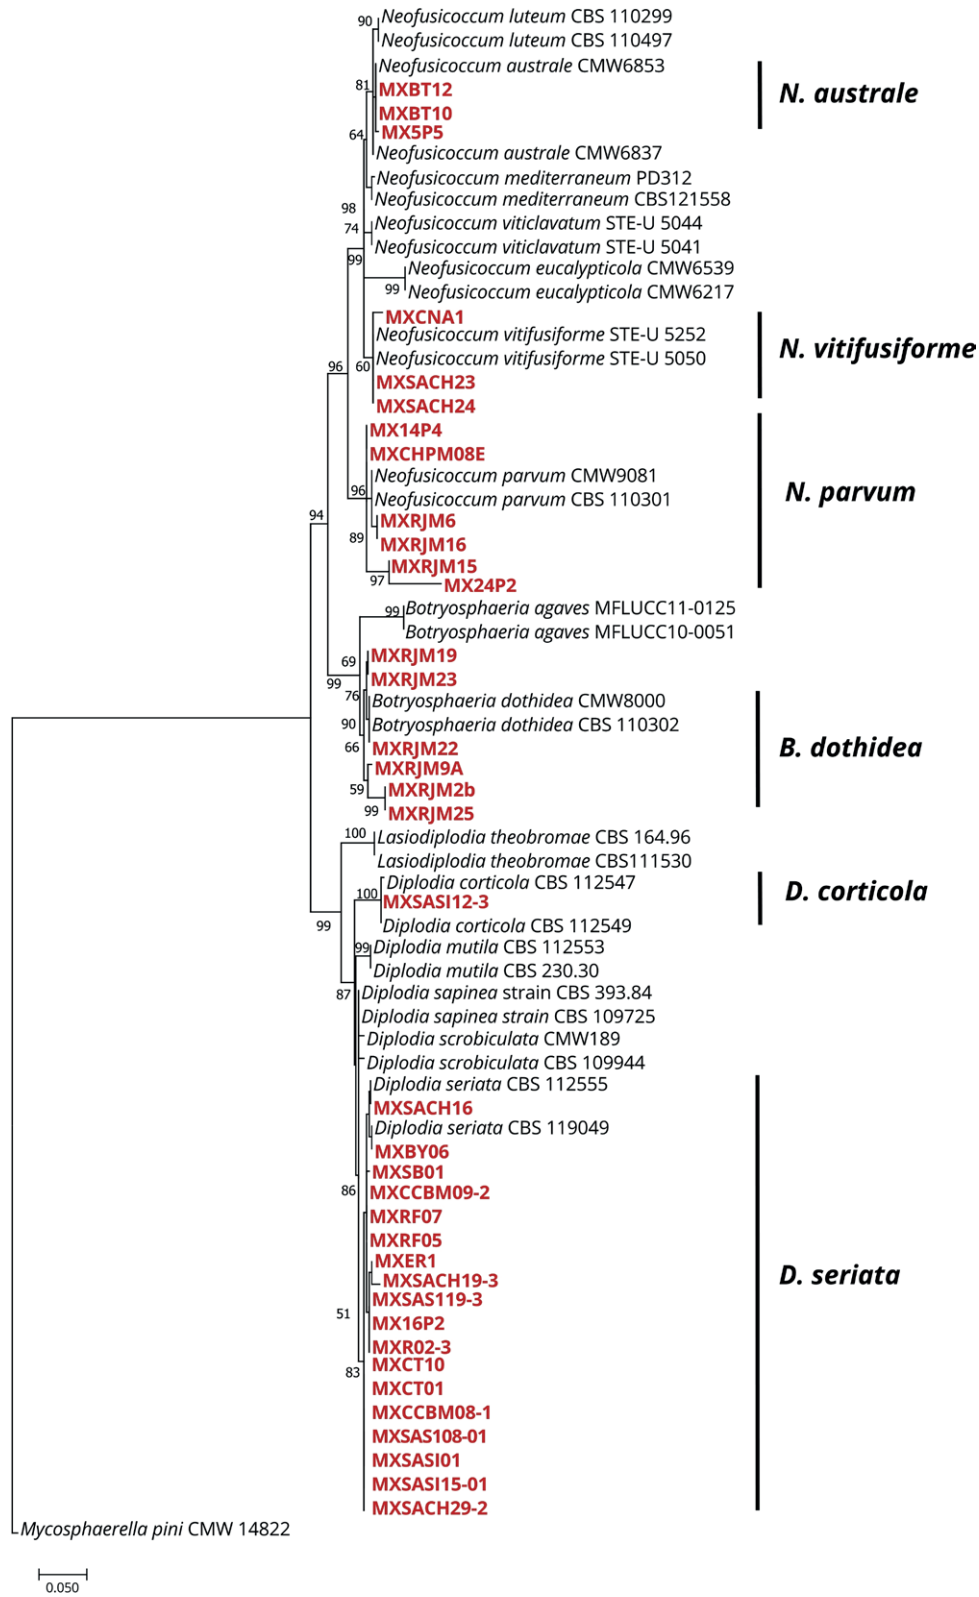 90
Neofusicoccum luteum CBS 110299
Neofusicoccum luteum CBS 110497
Neofusicoccum australe CMW6853
81
MXBT12
N. australe
MXBT10
64
MX5P5
Neofusicoccum australe CMW6837
Neofusicoccum mediterraneum PD312
Neofusicoccum mediterraneum CBS121558
98
74
Neofusicoccum viticlavatum STE-U 5044
Neofusicoccum viticlavatum STE-U 5041
99
Neofusicoccum eucalypticola CMW6539
99
Neofusicoccum eucalypticola CMW6217
MXCNA1
Neofusicoccum vitifusiforme STE-U 5252
N. vitifusiforme
Neofusicoccum vitifusiforme STE-U 5050
96
60
MXSACH23
MXSACH24
MX14P4
MXCHPM08E
Neofusicoccum parvum CMW9081
96
N. parvum
Neofusicoccum parvum CBS 110301
94
MXRJM6
89
MXRJM16
MXRJM15
97
MX24P2
99
Botryosphaeria agaves MFLUCC11-0125
Botryosphaeria agaves MFLUCC10-0051
69
MXRJM19
99
MXRJM23
76
Botryosphaeria dothidea CMW8000
90
Botryosphaeria dothidea CBS 110302
66
MXRJM22
B. dothidea
MXRJM9A
59
MXRJM2b
99
MXRJM25
100
Lasiodiplodia theobromae CBS 164.96
Lasiodiplodia theobromae CBS111530
Diplodia corticola CBS 112547
100
MXSASI12-3
D. corticola
99
Diplodia corticola CBS 112549
99
Diplodia mutila CBS 112553
Diplodia mutila CBS 230.30
87
Diplodia sapinea strain CBS 393.84
Diplodia sapinea strain CBS 109725
Diplodia scrobiculata CMW189
Diplodia scrobiculata CBS 109944
Diplodia seriata CBS 112555
MXSACH16
Diplodia seriata CBS 119049
MXBY06
MXSB01
86
MXCCBM09-2
MXRF07
MXRF05
MXER1
D. seriata
MXSACH19-3
MXSAS119-3
51
MX16P2
MXR02-3
83
MXCT10
MXCT01
MXCCBM08-1
MXSAS108-01
MXSASI01
MXSASI15-01
MXSACH29-2
Mycosphaerella pini CMW 14822
0.050